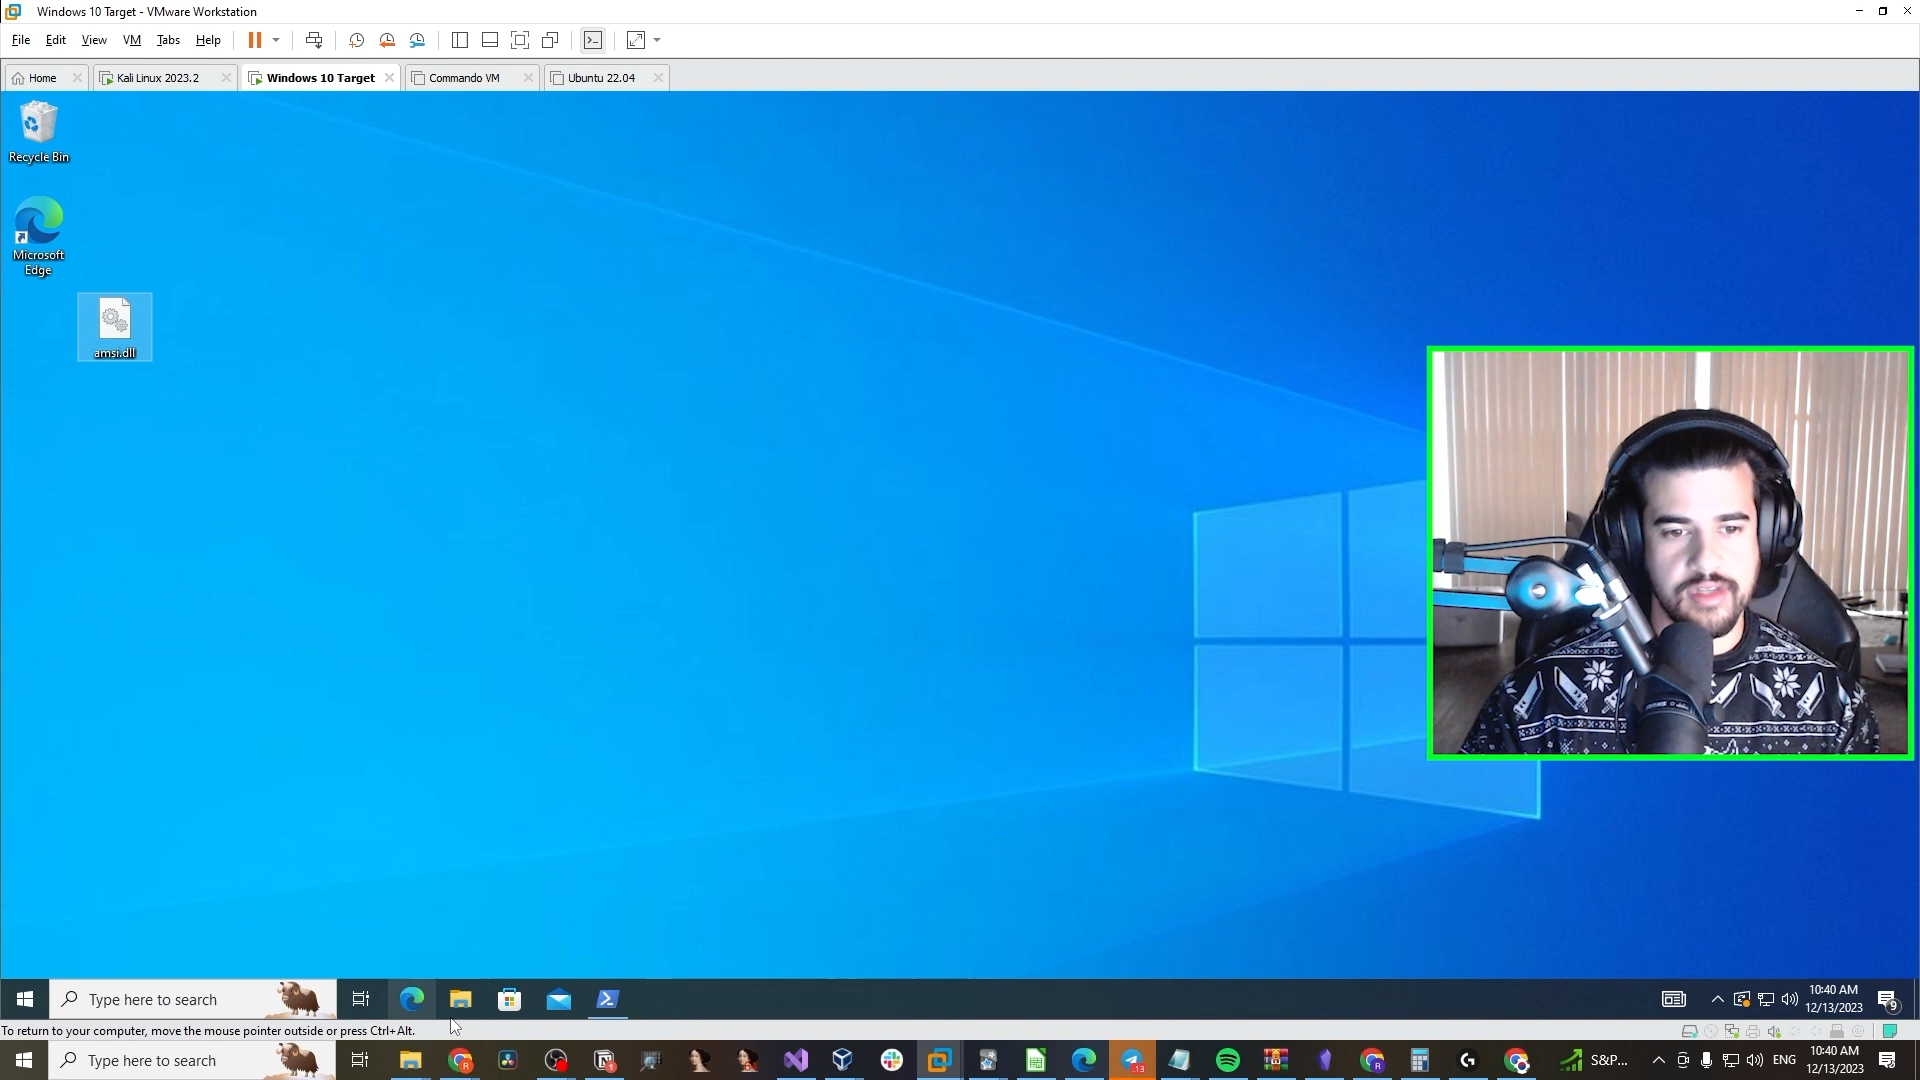 Windows 10 Target - VMware Workstation
File Edit View VM Tabs Help
Home Kali Linux 2023.2 Windows 10 Target Commando VM Ubuntu 22.04
Recycle Bin
Microsoft
Edge
amsi.dll
Type here to search
10:40 AM
12/13/2023
9
To return to your computer, move the mouse pointer outside or press Ctrl+Alt.
Type here to search
S&P...
ENG
10:40 AM
12/13/2023